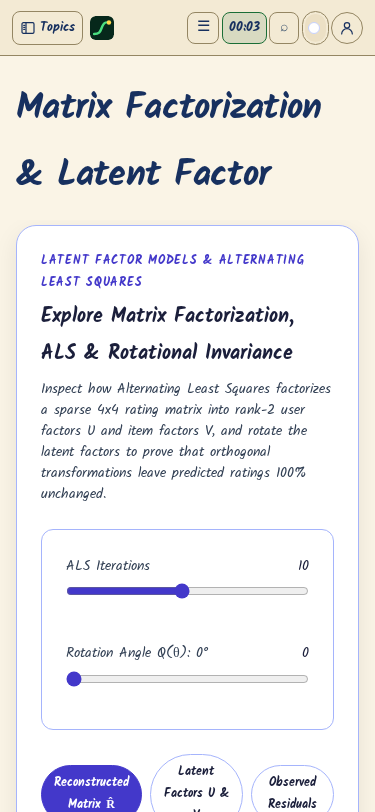 Topics
00:03
Matrix Factorization
& Latent Factor
LATENT FACTOR MODELS & ALTERNATING
LEAST SQUARES
Explore Matrix Factorization,
ALS & Rotational Invariance
Inspect how Alternating Least Squares factorizes
a sparse 4x4 rating matrix into rank-2 user
factors U and item factors V, and rotate the
latent factors to prove that orthogonal
transformations leave predicted ratings 100%
unchanged.
ALS Iterations 10
Rotation Angle Q(θ): 0° 0
Reconstructed
Matrix R̂
Latent
Factors U &
Observed
Residuals